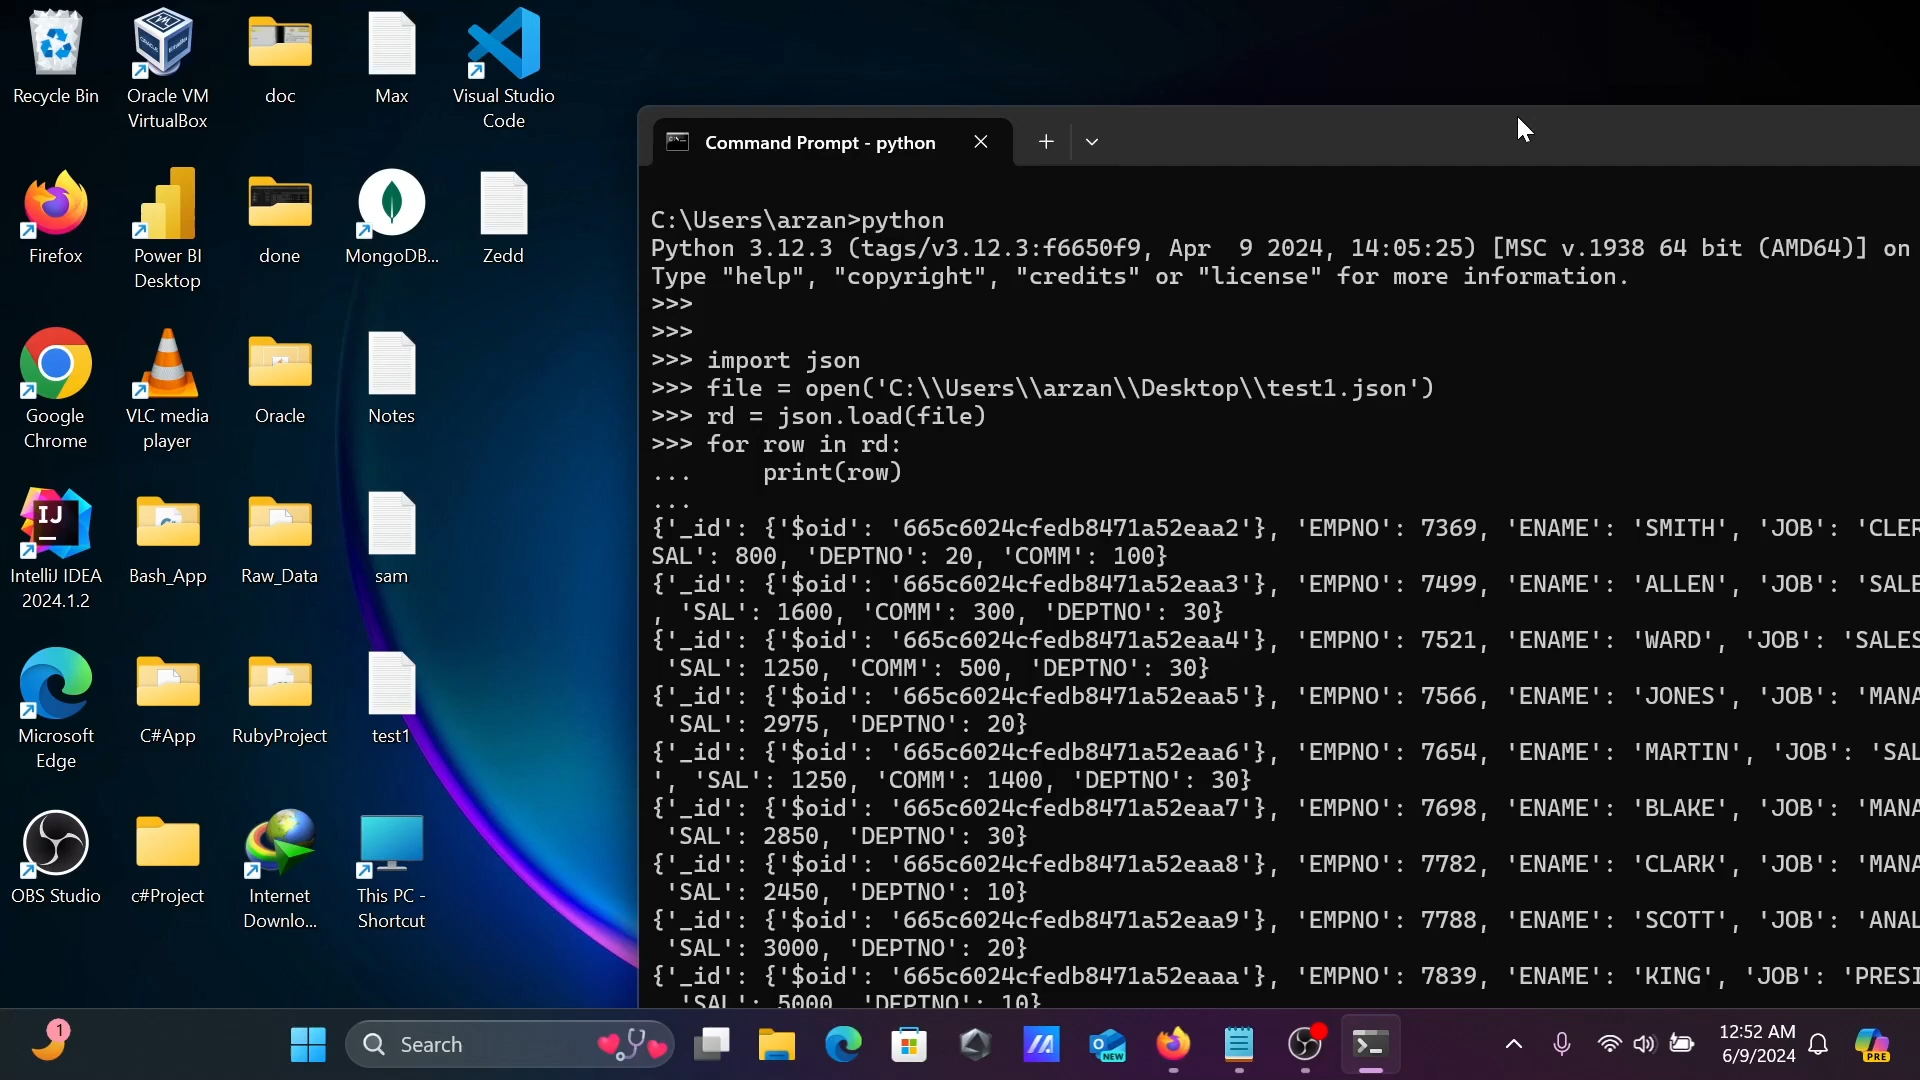 Recycle Bin
Oracle VM
VirtualBox
doc
Max
Visual Studio
Code
Firefox
Power BI
Desktop
done
MongoDB...
Zedd
Google
Chrome
VLC media
player
Oracle
Notes
IJ
IntelliJ IDEA
2024.1.2
Bash_App
Raw_Data
sam
Microsoft
Edge
C#App
RubyProject
test1
OBS Studio
c#Project
Internet
Downlo...
This PC -
Shortcut
Command Prompt - python
C:\Users\arzan>python
Python 3.12.3 (tags/v3.12.3:f6650f9, Apr  9 2024, 14:05:25) [MSC v.1938 64 bit (AMD64)] on
Type "help", "copyright", "credits" or "license" for more information.
>>>
>>>
>>> import json
>>> file = open('C:\\Users\\arzan\\Desktop\\test1.json')
>>> rd = json.load(file)
>>> for row in rd:
...     print(row)
...
{'_id': {'$oid': '665c6024cfedb8471a52eaa2'}, 'EMPNO': 7369, 'ENAME': 'SMITH', 'JOB': 'CLER
SAL': 800, 'DEPTNO': 20, 'COMM': 100}
{'_id': {'$oid': '665c6024cfedb8471a52eaa3'}, 'EMPNO': 7499, 'ENAME': 'ALLEN', 'JOB': 'SALE
, 'SAL': 1600, 'COMM': 300, 'DEPTNO': 30}
{'_id': {'$oid': '665c6024cfedb8471a52eaa4'}, 'EMPNO': 7521, 'ENAME': 'WARD', 'JOB': 'SALES
 'SAL': 1250, 'COMM': 500, 'DEPTNO': 30}
{'_id': {'$oid': '665c6024cfedb8471a52eaa5'}, 'EMPNO': 7566, 'ENAME': 'JONES', 'JOB': 'MANA
 'SAL': 2975, 'DEPTNO': 20}
{'_id': {'$oid': '665c6024cfedb8471a52eaa6'}, 'EMPNO': 7654, 'ENAME': 'MARTIN', 'JOB': 'SAL
', 'SAL': 1250, 'COMM': 1400, 'DEPTNO': 30}
{'_id': {'$oid': '665c6024cfedb8471a52eaa7'}, 'EMPNO': 7698, 'ENAME': 'BLAKE', 'JOB': 'MANA
 'SAL': 2850, 'DEPTNO': 30}
{'_id': {'$oid': '665c6024cfedb8471a52eaa8'}, 'EMPNO': 7782, 'ENAME': 'CLARK', 'JOB': 'MANA
 'SAL': 2450, 'DEPTNO': 10}
{'_id': {'$oid': '665c6024cfedb8471a52eaa9'}, 'EMPNO': 7788, 'ENAME': 'SCOTT', 'JOB': 'ANAL
 'SAL': 3000, 'DEPTNO': 20}
{'_id': {'$oid': '665c6024cfedb8471a52eaaa'}, 'EMPNO': 7839, 'ENAME': 'KING', 'JOB': 'PRESI
 'SAL': 5000, 'DEPTNO': 10}
1
Search
NEW
12:52 AM
6/9/2024
PRE